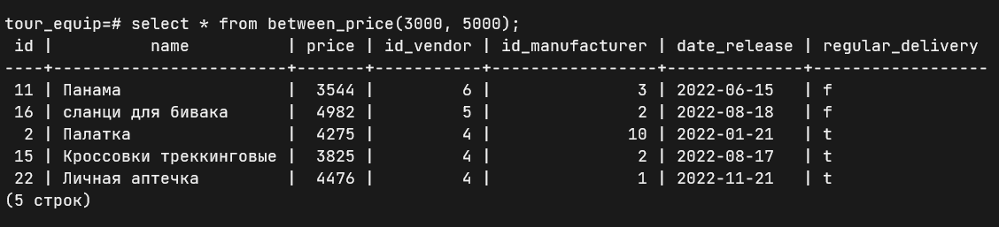 tour_equip=# select * from between_price(3000, 5000);
 id |          name          | price | id_vendor | id_manufacturer | date_release | regular_delivery
----+------------------------+-------+-----------+-----------------+--------------+------------------
 11 | Панама                 |  3544 |         6 |               3 | 2022-06-15   | f
 16 | сланци для бивака      |  4982 |         5 |               2 | 2022-08-18   | f
  2 | Палатка                |  4275 |         4 |              10 | 2022-01-21   | t
 15 | Кроссовки треккинговые |  3825 |         4 |               2 | 2022-08-17   | t
 22 | Личная аптечка         |  4476 |         4 |               1 | 2022-11-21   | t
(5 строк)